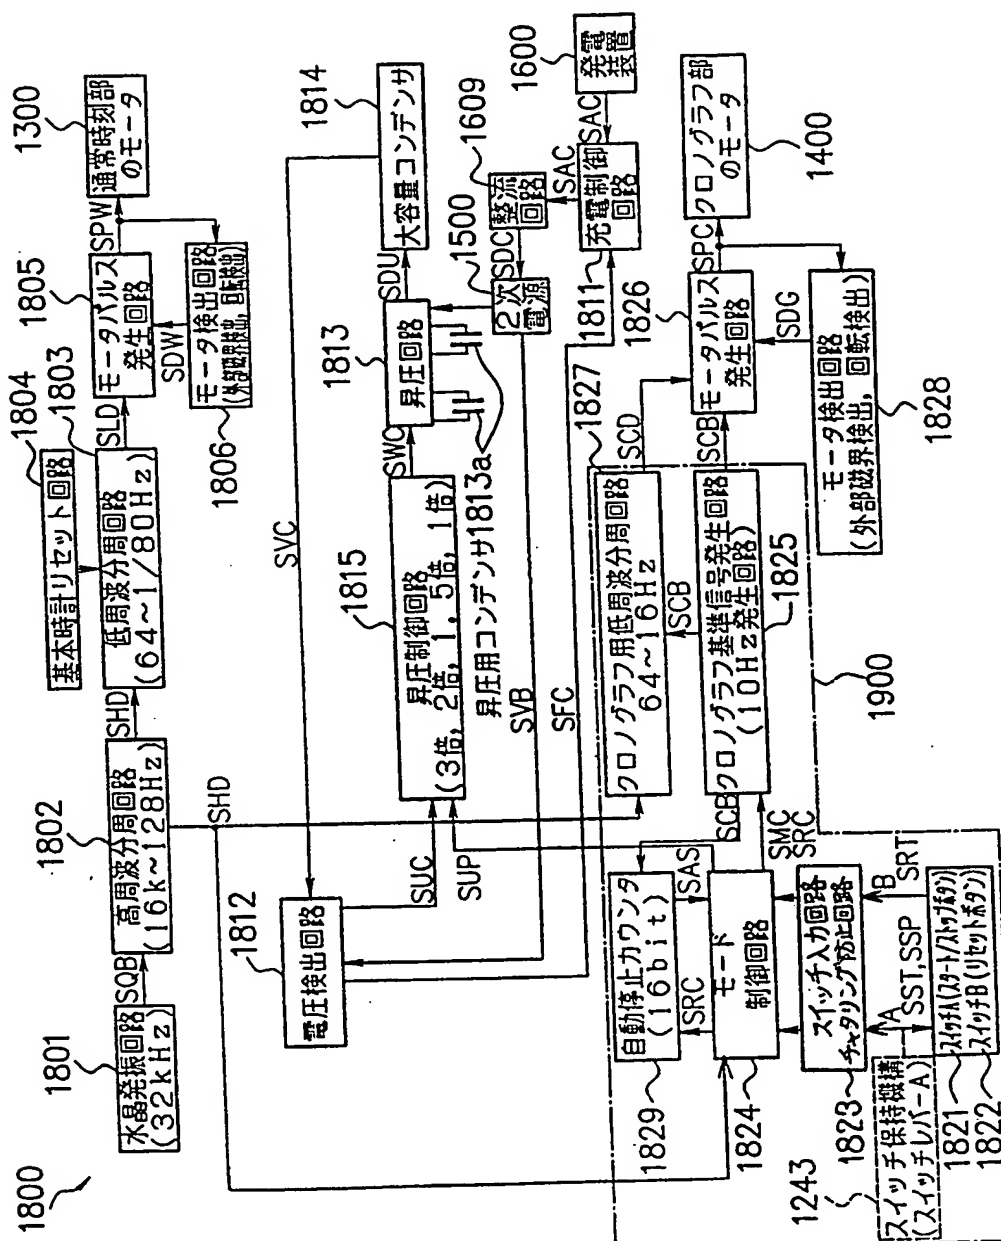 1800
1801
水晶発振回路
(32kHz)
SQB
1802
高周波分周回路
(16k~128Hz)
SHD
1804
基本時計リセット回路
1803
低周波分周回路
(64~1/80Hz)
SLD
1805
モータパルス
発生回路
SPW
1300
通常時刻部
のモータ
SDW
モータ検出回路
(外部磁界検出,自転検出)
1806
SHD
SVC
1812
電圧検出回路
SUC
SUP
1815
昇圧制御回路
(3倍,2倍,1.5倍,1倍)
SWC
1813
昇圧回路
SDU
1814
大容量コンデンサ
昇圧用コンデンサ1813a
SVB
SFC
1500
2次
電源
SDC
1609
整流
回路
SAC
1811
充電制御
回路
SAC
1600
発電
装置
1827
クロノグラフ用低周波分周回路
64~16Hz
SCD
SCB
クロノグラフ基準信号発生回路
(10Hz発生回路)
1825
SCB
1826
モータパルス
発生回路
SPC
クロノグラフ部
のモータ
1400
SDG
モータ検出回路
(外部磁界検出,回転検出)
1828
1900
自動停止カウンタ
(16bit)
1829
SCB
SAS
SRC
モード
制御回路
1824
SMC
SRC
スイッチ入力回路
チャタリング防止回路
1823
A
B
SST,SSP
SRT
1243
スイッチ保持機構
(スイッチレバーA)
スイッチA(スタート/ストップボタン)
スイッチB(リセットボタン)
1821
1822